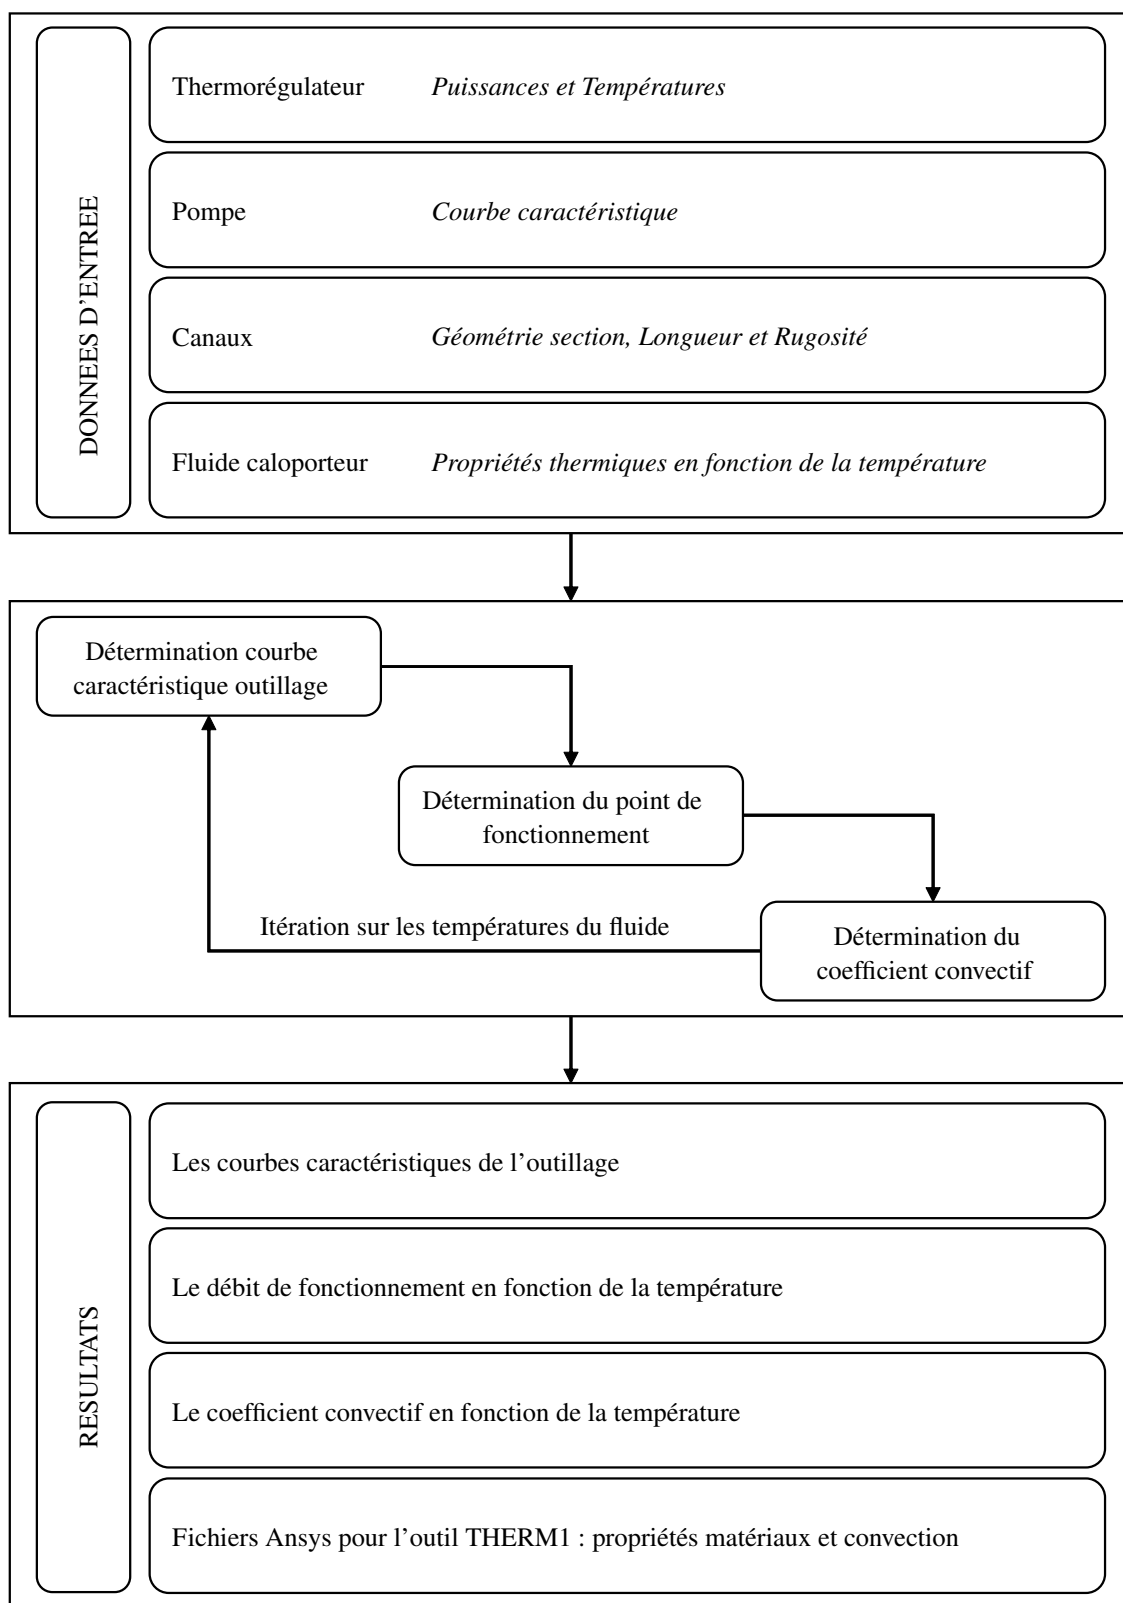 DONNEES D'ENTREE
Thermorégulateur Puissances et Températures
Pompe Courbe caractéristique
Canaux Géométrie section, Longueur et Rugosité
Fluide caloporteur Propriétés thermiques en fonction de la température
Détermination courbe
caractéristique outillage
Détermination du point de
fonctionnement
Itération sur les températures du fluide
Détermination du
coefficient convectif
RESULTATS
Les courbes caractéristiques de l'outillage
Le débit de fonctionnement en fonction de la température
Le coefficient convectif en fonction de la température
Fichiers Ansys pour l'outil THERM1 : propriétés matériaux et convection